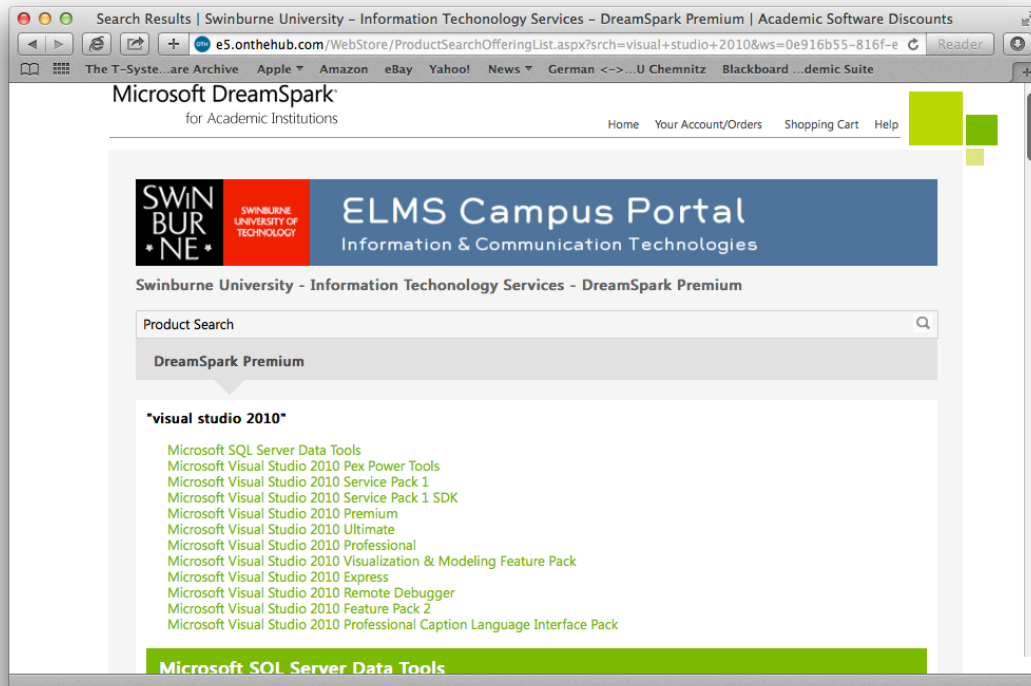 Search Results | Swinburne University – Information Techonology Services – DreamSpark Premium | Academic Software Discounts
e5.onthehub.com/WebStore/ProductSearchOfferingList.aspx?srch=visual+studio+2010&ws=0e916b55-816f-e Reader
The T-Syste...are Archive Apple Amazon eBay Yahoo! News German <->...U Chemnitz Blackboard ...demic Suite
Microsoft DreamSpark
for Academic Institutions
Home Your Account/Orders Shopping Cart Help
SWIN
BUR
* NE *
SWINBURNE
UNIVERSITY OF
TECHNOLOGY
ELMS Campus Portal
Information & Communication Technologies
Swinburne University - Information Techonology Services - DreamSpark Premium
Product Search
DreamSpark Premium
"visual studio 2010"
Microsoft SQL Server Data Tools
Microsoft Visual Studio 2010 Pex Power Tools
Microsoft Visual Studio 2010 Service Pack 1
Microsoft Visual Studio 2010 Service Pack 1 SDK
Microsoft Visual Studio 2010 Premium
Microsoft Visual Studio 2010 Ultimate
Microsoft Visual Studio 2010 Professional
Microsoft Visual Studio 2010 Visualization & Modeling Feature Pack
Microsoft Visual Studio 2010 Express
Microsoft Visual Studio 2010 Remote Debugger
Microsoft Visual Studio 2010 Feature Pack 2
Microsoft Visual Studio 2010 Professional Caption Language Interface Pack
Microsoft SQL Server Data Tools